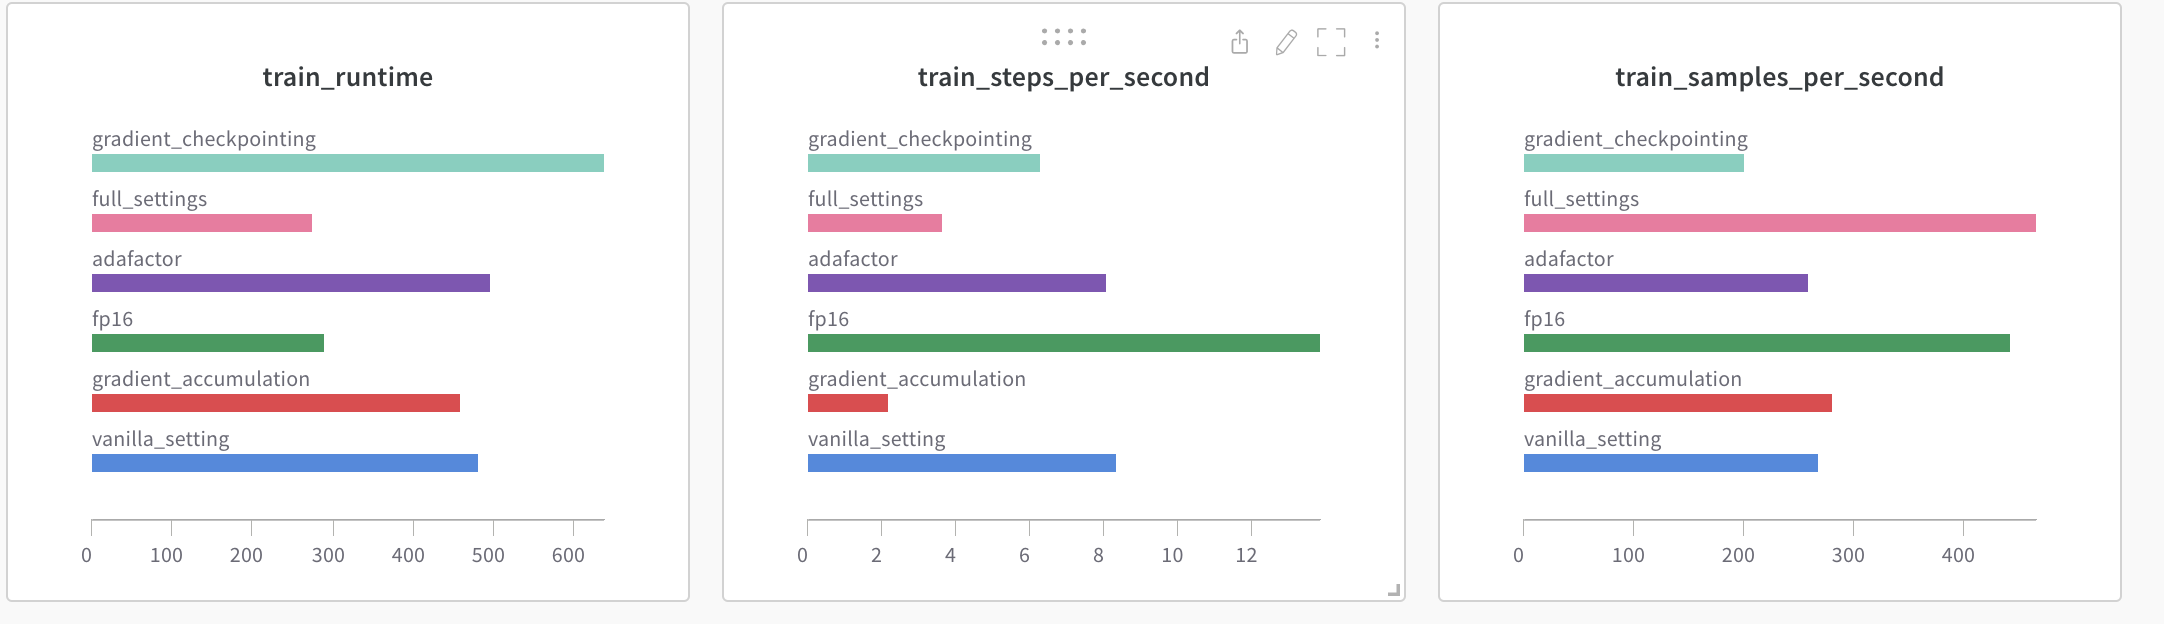 train_runtime
gradient_checkpointing
full_settings
adafactor
fp16
gradient_accumulation
vanilla_setting
0 100 200 300 400 500 600
train_steps_per_second
gradient_checkpointing
full_settings
adafactor
fp16
gradient_accumulation
vanilla_setting
0 2 4 6 8 10 12
train_samples_per_second
gradient_checkpointing
full_settings
adafactor
fp16
gradient_accumulation
vanilla_setting
0 100 200 300 400